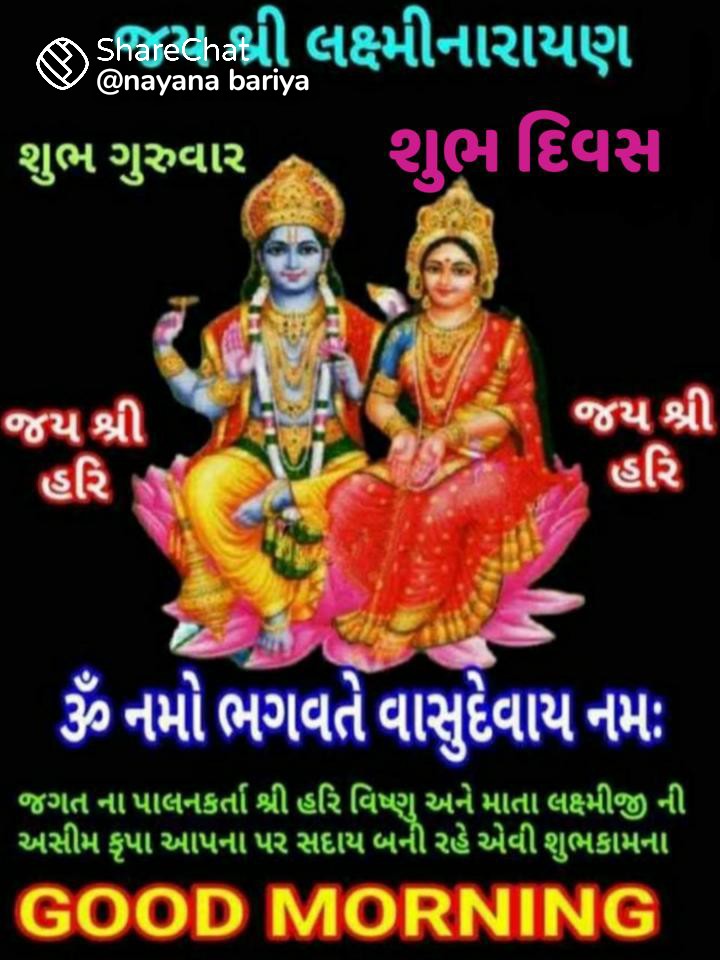 જય શ્રી લક્ષ્મીનારાયણ
ShareChat
@nayana bariya
શુભ ગુરુવાર
શુભ દિવસ
જય શ્રી
હરિ
જય શ્રી
હરિ
ૐ નમો ભગવતે વાસુદેવાય નમઃ
જગત ના પાલનકર્તા શ્રી હરિ વિષ્ણુ અને માતા લક્ષ્મીજી ની
અસીમ કૃપા આપના પર સદાય બની રહે એવી શુભકામના
GOOD MORNING